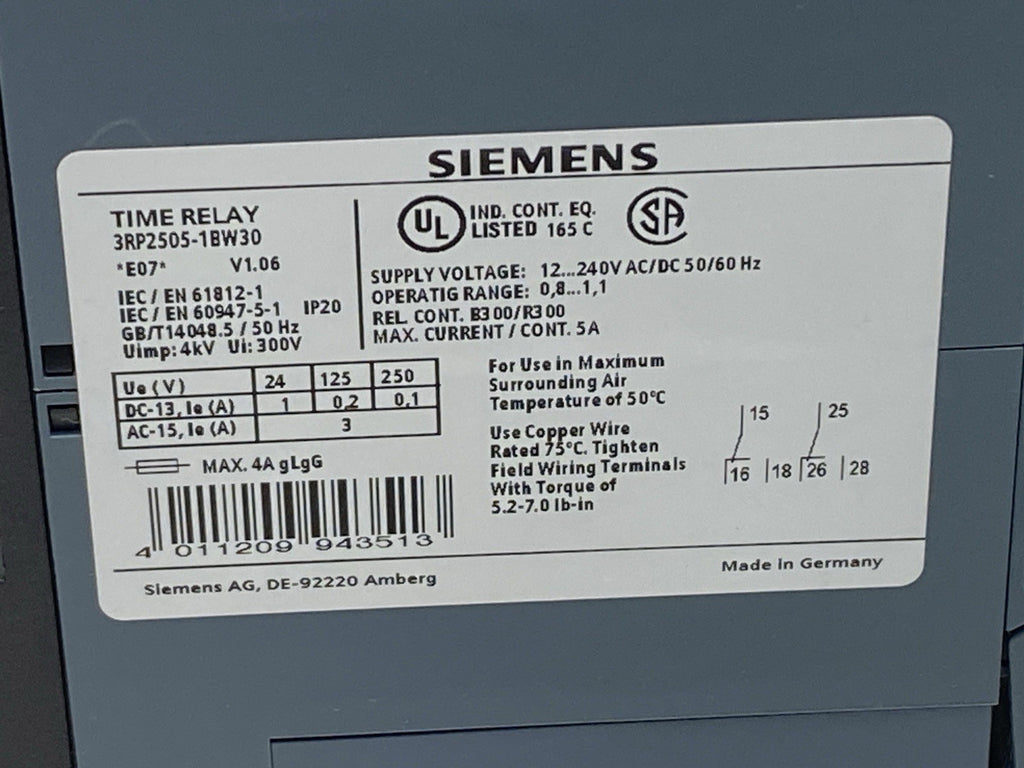 SIEMENS
TIME RELAY
3RP2505-1BW30
*E07* V1.06
IEC / EN 61812-1
IEC / EN 60947-5-1 IP20
GB/T14048.5 / 50 Hz
Uimp: 4kV Ui: 300V
UL IND. CONT. EQ.
LISTED 165 C
SA
SUPPLY VOLTAGE: 12...240V AC/DC 50/60 Hz
OPERATIG RANGE: 0,8...1,1
REL. CONT. B300/R300
MAX. CURRENT / CONT. 5A
Ue (V) 24 125 250
DC-13, Ie (A) 1 0,2 0,1
AC-15, Ie (A) 3
MAX. 4A gLgG
4 011209 943513
For Use in Maximum
Surrounding Air
Temperature of 50°C
Use Copper Wire
Rated 75°C. Tighten
Field Wiring Terminals
With Torque of
5.2-7.0 lb-in
15 25
16 18 26 28
Siemens AG, DE-92220 Amberg
Made in Germany